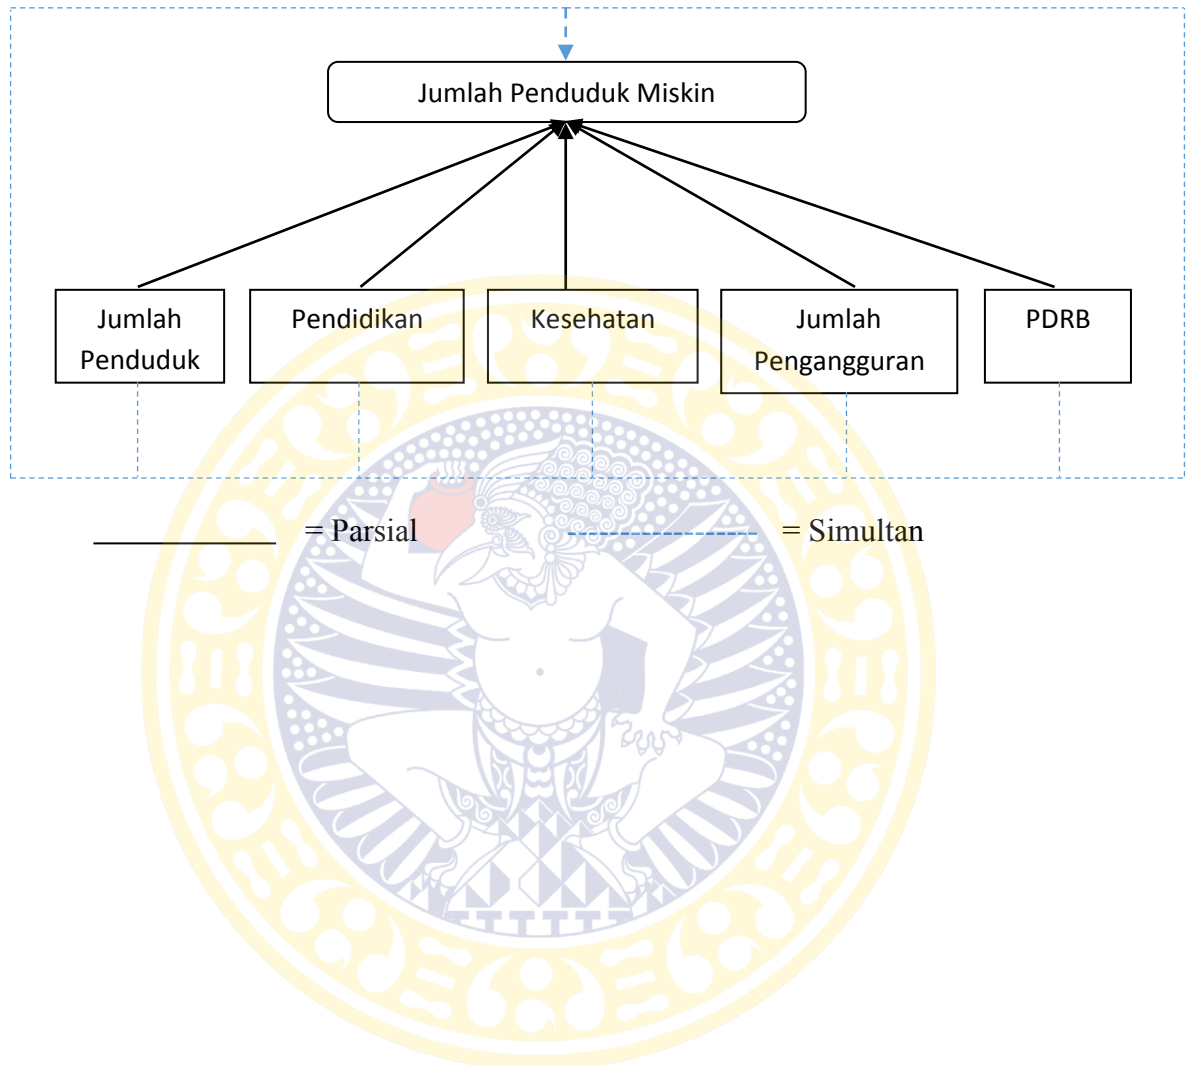 Jumlah Penduduk Miskin
Jumlah
Penduduk
Pendidikan
Kesehatan
Jumlah
Pengangguran
PDRB
= Parsial
= Simultan